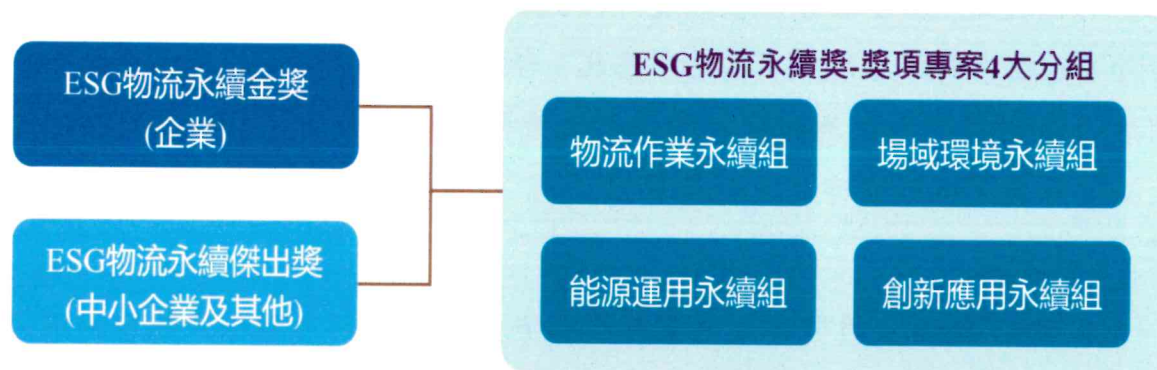 ESG物流永續金獎
(企業)
ESG物流永續傑出獎
(中小企業及其他)
ESG物流永續獎-獎項專案4大分組
物流作業永續組
場域環境永續組
能源運用永續組
創新應用永續組